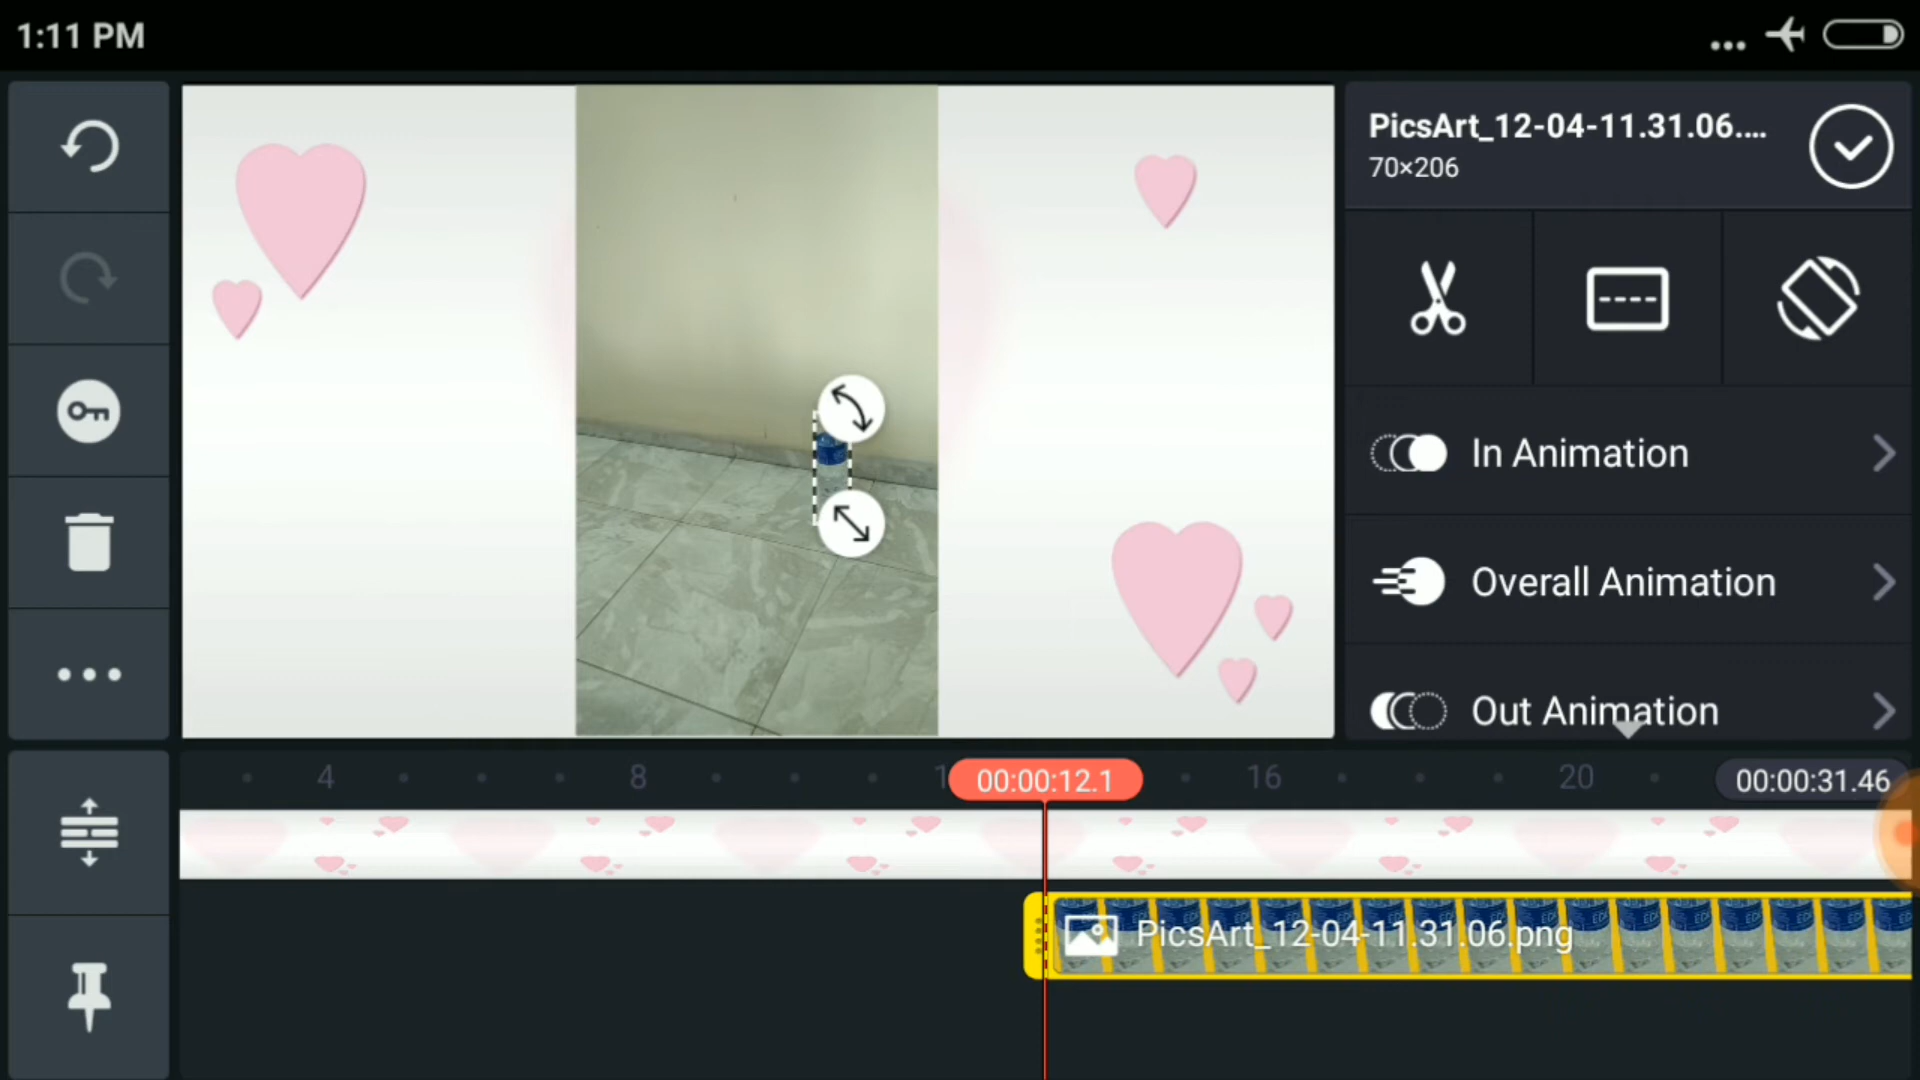 1:11 PM
PicsArt_12-04-11.31.06....
70×206
In Animation
Overall Animation
Out Animation
4
8
00:00:12.1
16
20
00:00:31.46
PicsArt_12-04-11.31.06.png